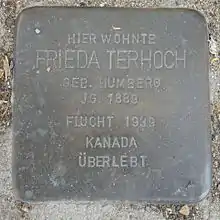 HIER WOHNTE
FRIEDA TERHOCH
GEB. HUMBERG
JG. 1889
FLUCHT 1939
KANADA
ÜBERLEBT